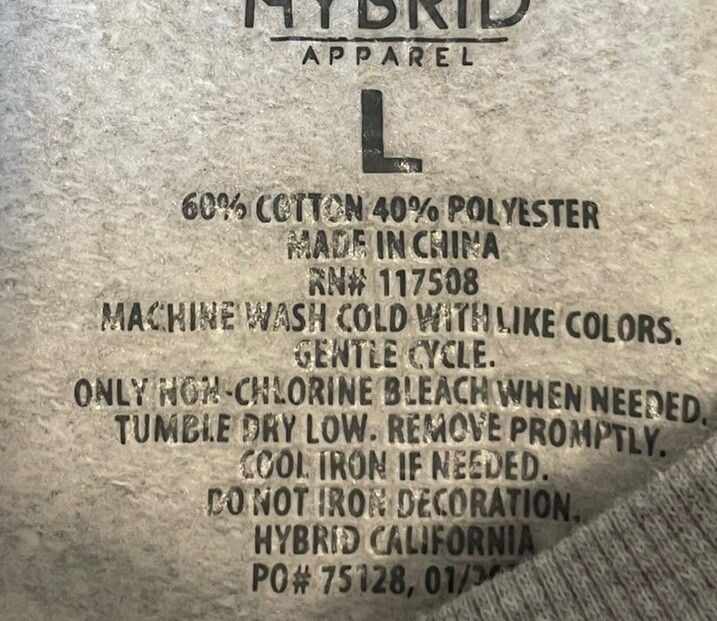 HYBRID
APPAREL
L
60% COTTON 40% POLYESTER
MADE IN CHINA
RN# 117508
MACHINE WASH COLD WITH LIKE COLORS.
GENTLE CYCLE.
ONLY NON-CHLORINE BLEACH WHEN NEEDED.
TUMBLE DRY LOW. REMOVE PROMPTLY.
COOL IRON IF NEEDED.
DO NOT IRON DECORATION.
HYBRID CALIFORNIA
PO# 75128,